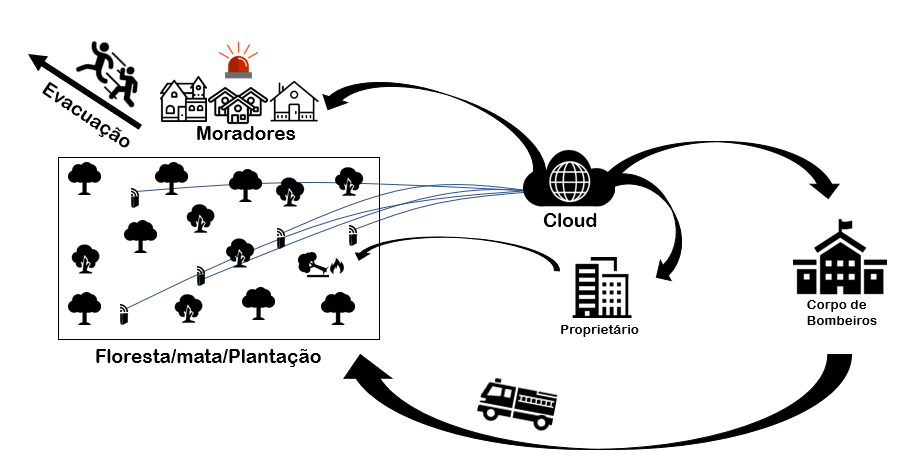 Evacuação
Moradores
Cloud
Proprietário
Corpo de
Bombeiros
Floresta/mata/Plantação